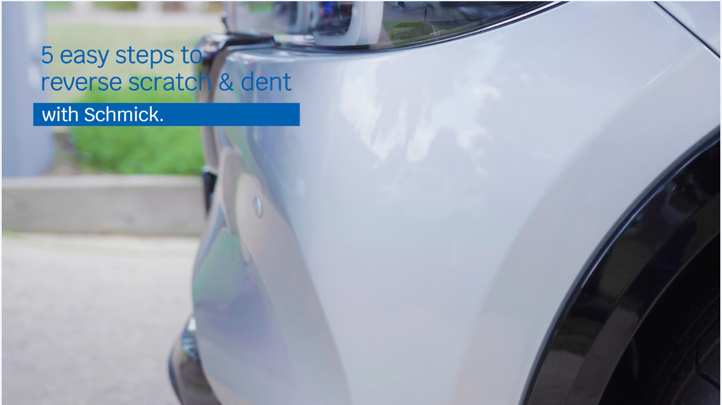 5 easy steps to
reverse scratch & dent
with Schmick.